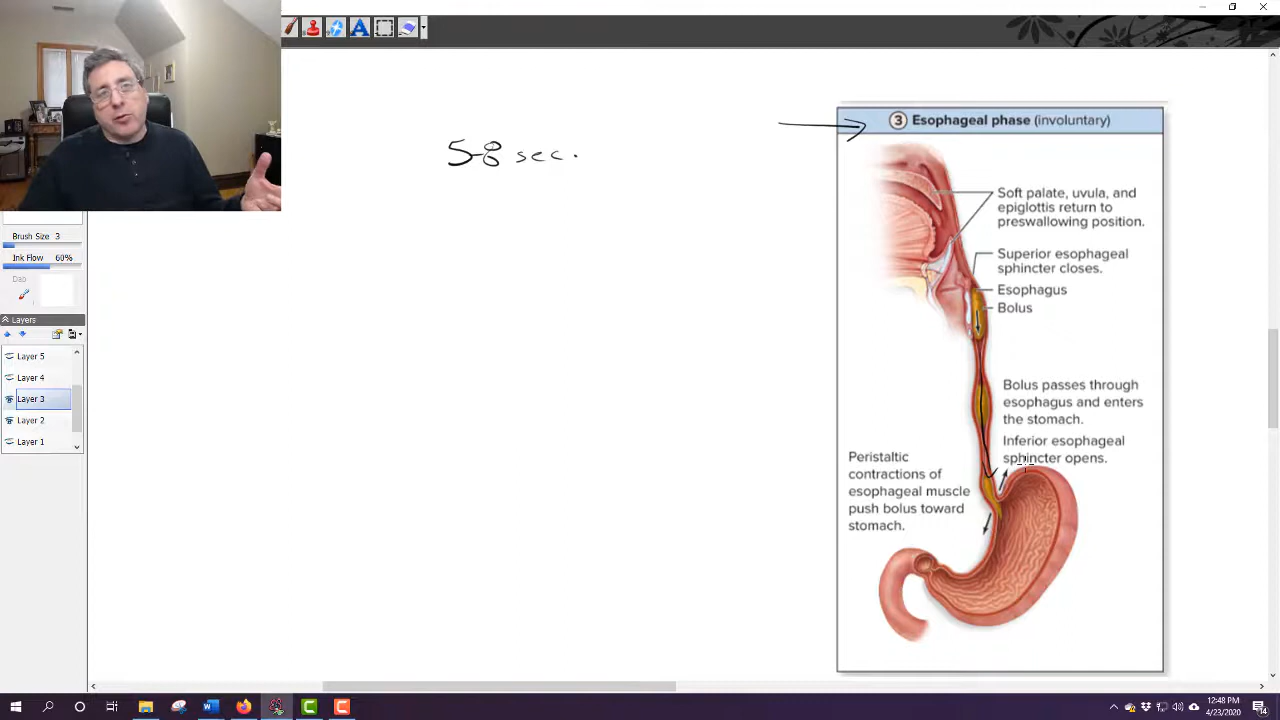 Brush Size 3
Ink Flow 60%
Layers
Layer 5
Layer 4
Layer 3
Layer 2
Layer 1
5-8 sec.
3 Esophageal phase (involuntary)
Soft palate, uvula, and
epiglottis return to
preswallowing position.
Superior esophageal
sphincter closes.
Esophagus
Bolus
Bolus passes through
esophagus and enters
the stomach.
Inferior esophageal
sphincter opens.
Peristaltic
contractions of
esophageal muscle
push bolus toward
stomach.
12:48 PM
4/23/2020